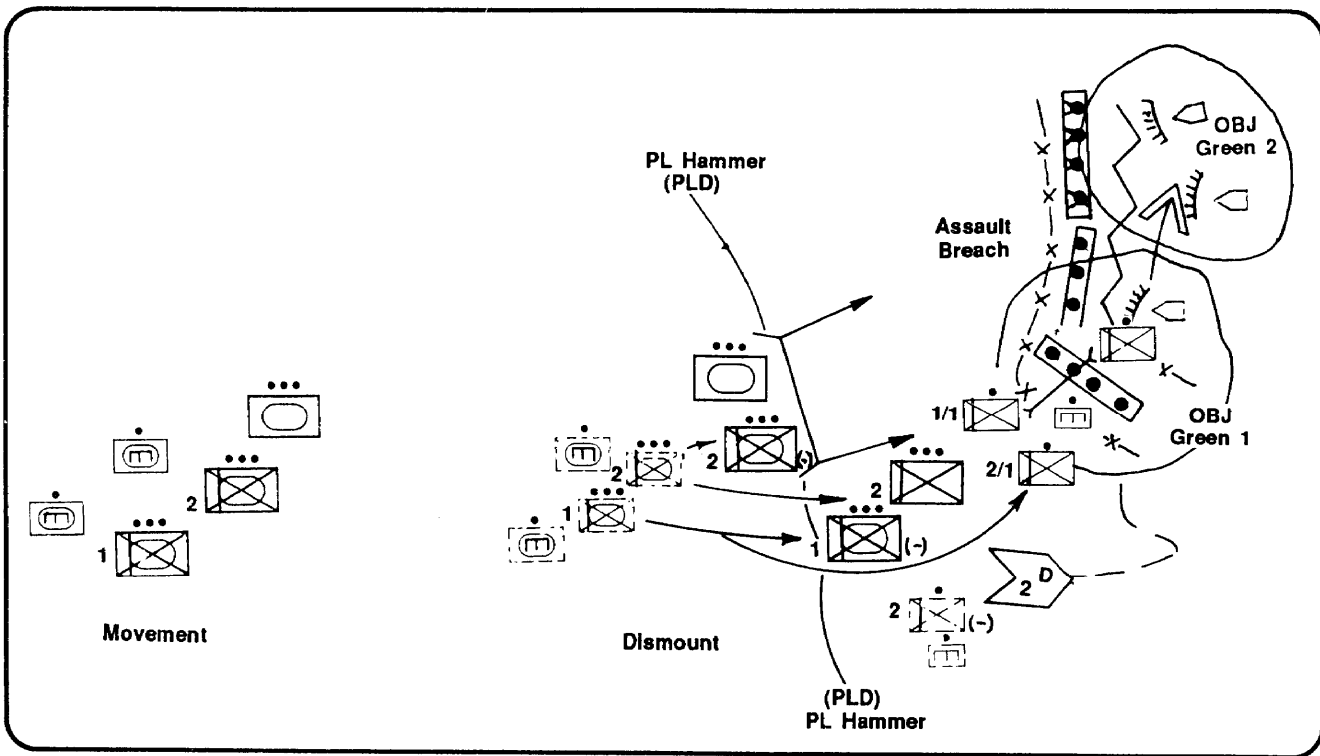 OBJ
Green 2
PL Hammer
(PLD)
Assault
Breach
1/1
OBJ
Green 1
2
2
2
(-)
2
2/1
1
1
1
(-)
2
D
2
(-)
Movement
Dismount
(PLD)
PL Hammer